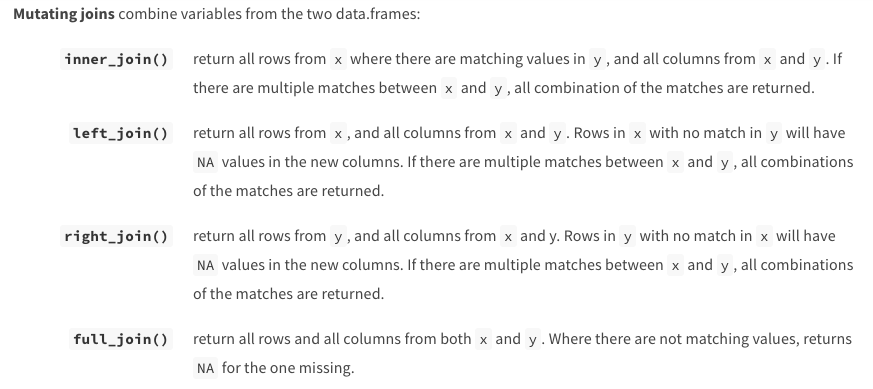 Mutating joins combine variables from the two data.frames:
inner_join() return all rows from x where there are matching values in y, and all columns from x and y. If
there are multiple matches between x and y, all combination of the matches are returned.
left_join() return all rows from x, and all columns from x and y. Rows in x with no match in y will have
NA values in the new columns. If there are multiple matches between x and y, all combinations
of the matches are returned.
right_join() return all rows from y, and all columns from x and y. Rows in y with no match in x will have
NA values in the new columns. If there are multiple matches between x and y, all combinations
of the matches are returned.
full_join() return all rows and all columns from both x and y. Where there are not matching values, returns
NA for the one missing.